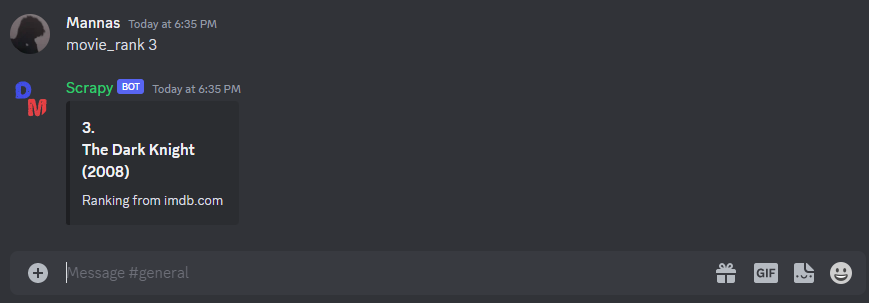 Mannas Today at 6:35 PM
movie_rank 3
DM
Scrapy BOT Today at 6:35 PM
3.
The Dark Knight
(2008)
Ranking from imdb.com
Message #general
GIF